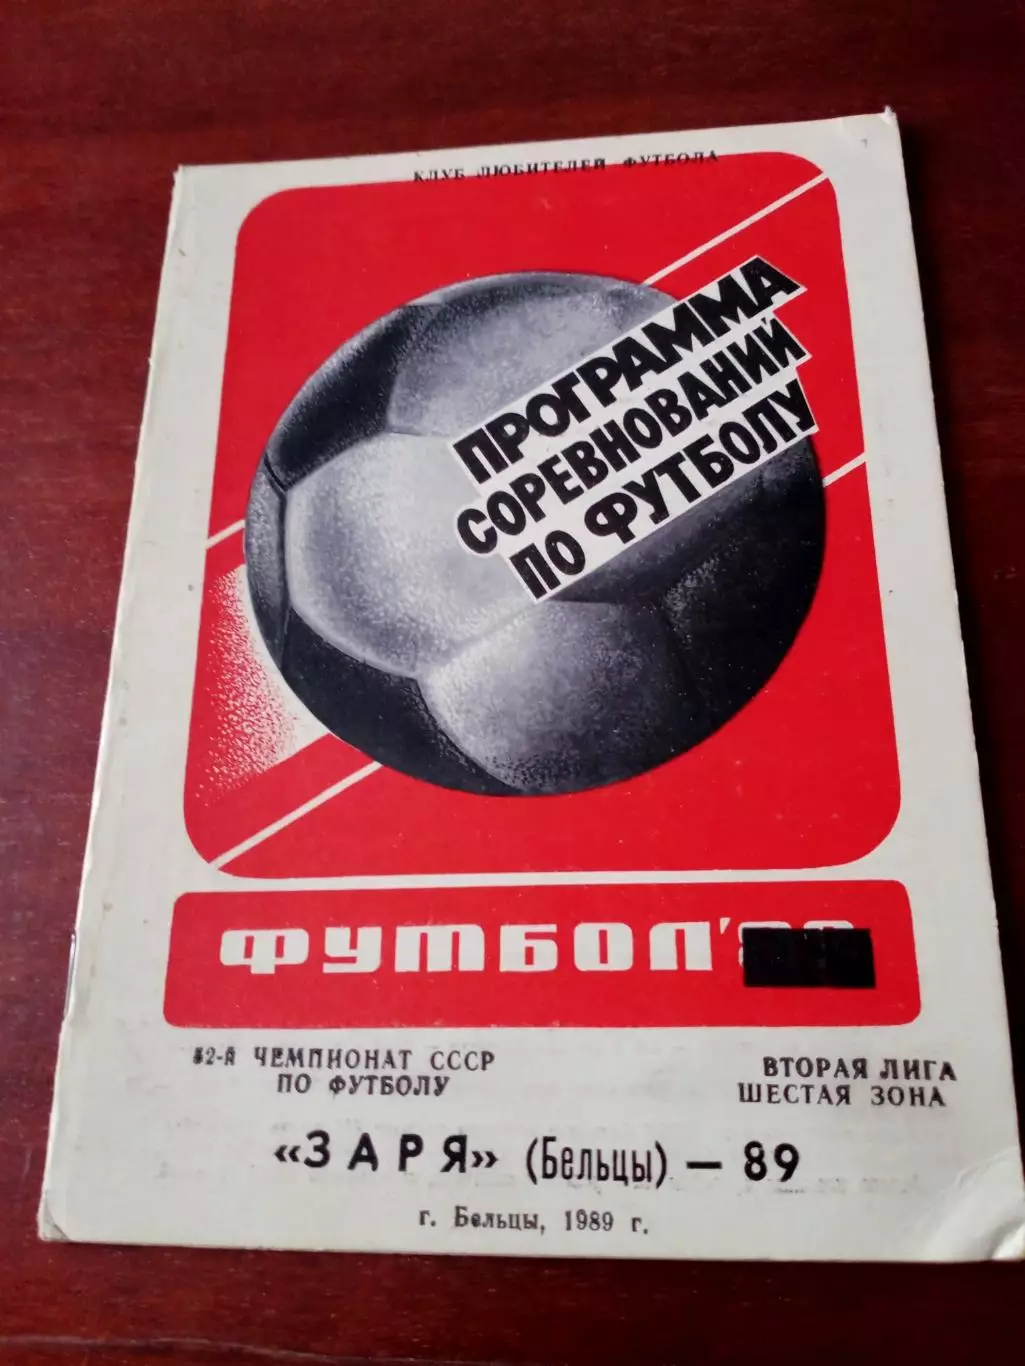 КЛУБ ЛЮБИТЕЛЕЙ ФУТБОЛА
ПРОГРАММА
СОРЕВНОВАНИЙ
ПО ФУТБОЛУ
ФУТБОЛ'
52-й ЧЕМПИОНАТ СССР
ПО ФУТБОЛУ
ВТОРАЯ ЛИГА
ШЕСТАЯ ЗОНА
«ЗАРЯ» (Бельцы) — 89
г. Бельцы, 1989 г.